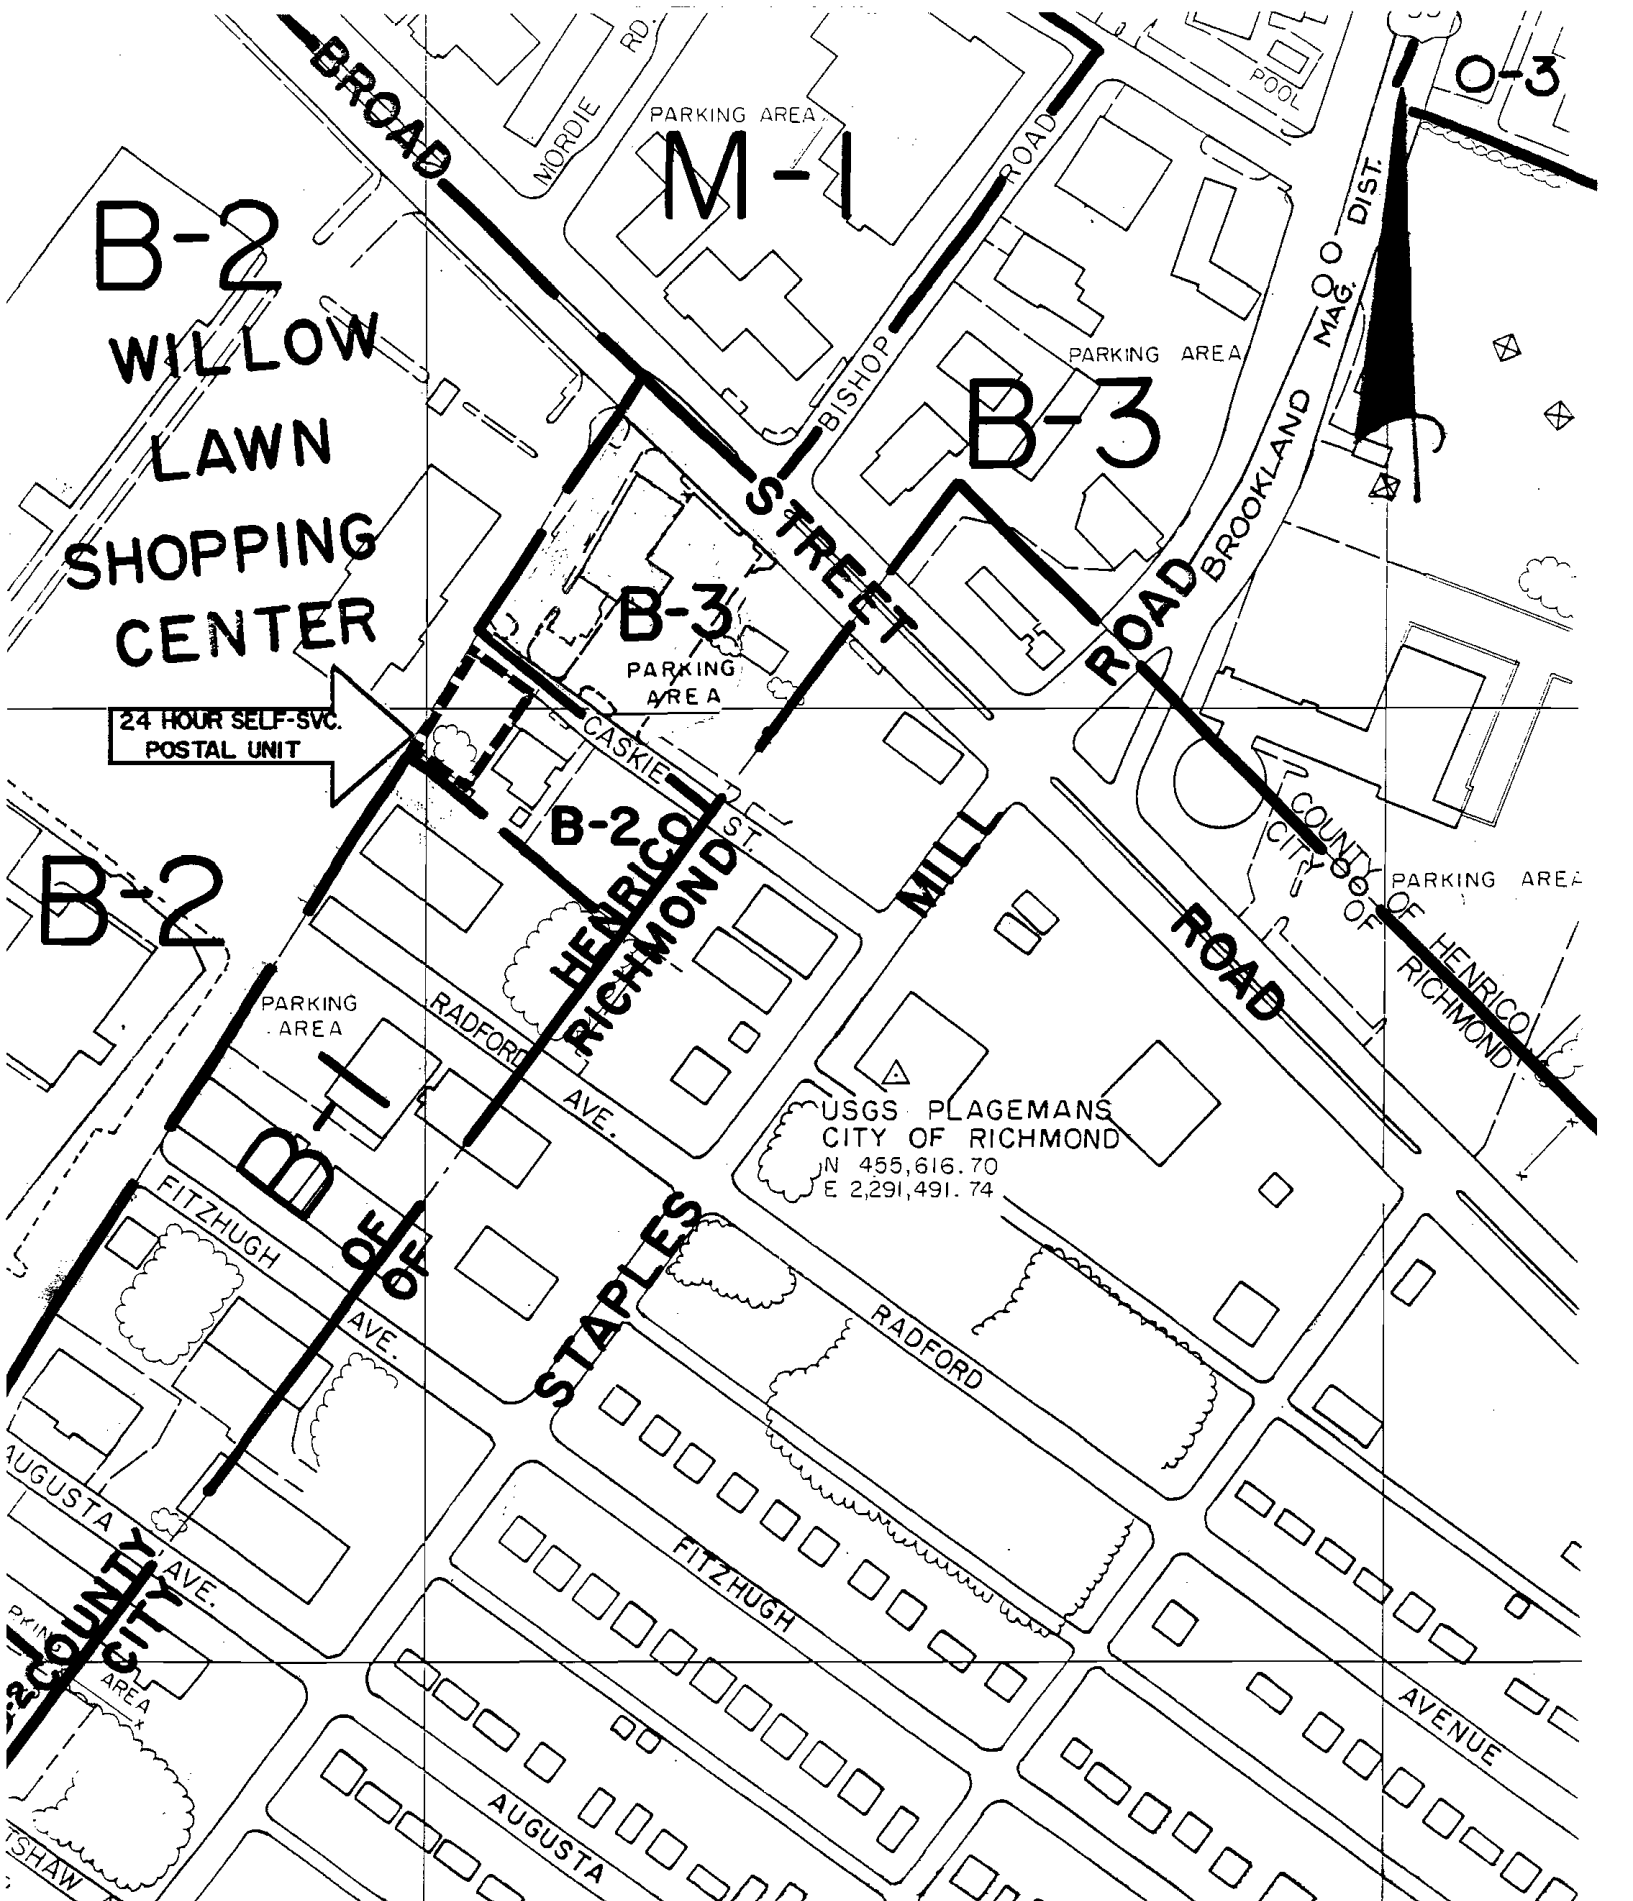 BROAD
MORDIE RD.
PARKING AREA
M-1
POOL
O-3
ROAD
B-2
WILLOW
LAWN
SHOPPING
CENTER
BISHOP
PARKING AREA
B-3
BROOKLAND MAG. DIST.
STREET
B-3
PARKING
AREA
ROAD
24 HOUR SELF-SVC.
POSTAL UNIT
CASKIE
ST.
B-2
HENRICO
RICHMOND
MILL
ROAD
COUNTY OF HENRICO
CITY OF RICHMOND
PARKING AREA
B-2
PARKING
AREA
RADFORD
AVE.
B-1
USGS PLAGEMANS
CITY OF RICHMOND
N 455,616.70
E 2,291,491.74
FITZHUGH
AVE.
OF
OF
STAPLES
RADFORD
AUGUSTA
AVE.
COUNTY
CITY
AREA
FITZHUGH
AVENUE
AUGUSTA